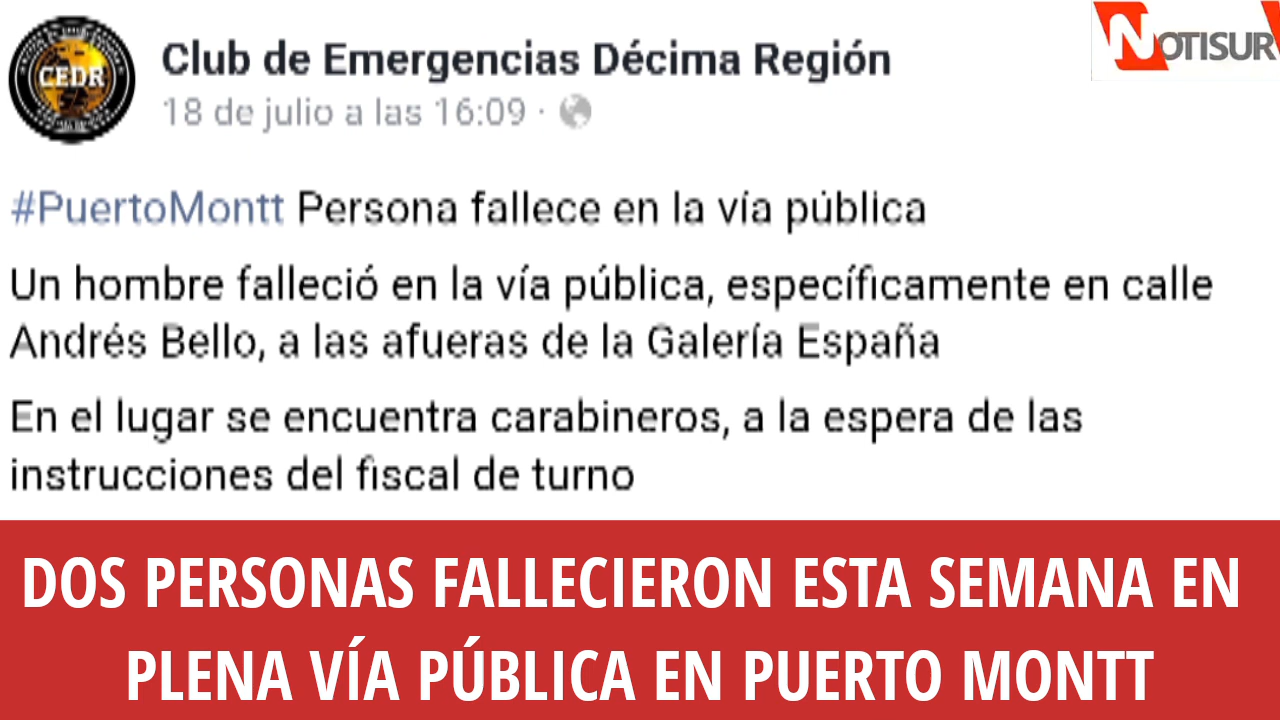 CEDR
Club de Emergencias Décima Región
18 de julio a las 16:09 ·
NOTISUR
#PuertoMontt Persona fallece en la vía pública
Un hombre falleció en la vía pública, específicamente en calle
Andrés Bello, a las afueras de la Galería España
En el lugar se encuentra carabineros, a la espera de las
instrucciones del fiscal de turno
DOS PERSONAS FALLECIERON ESTA SEMANA EN
PLENA VÍA PÚBLICA EN PUERTO MONTT